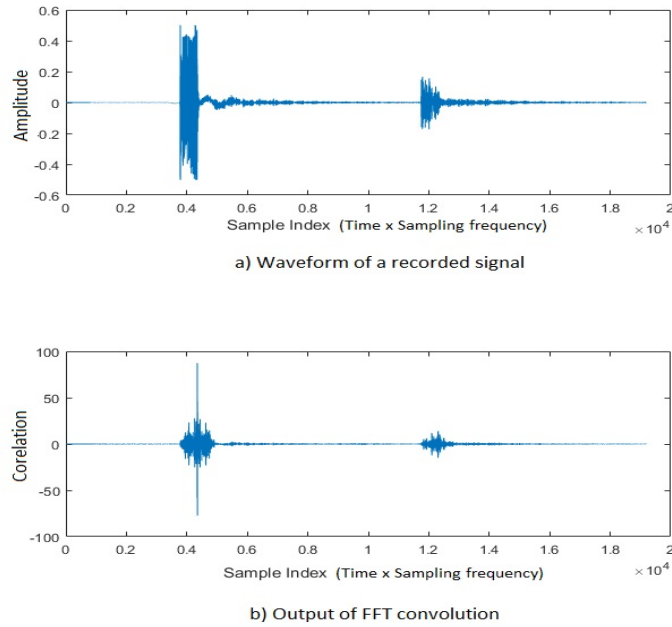 0.6
0.4
0.2
0
-0.2
-0.4
-0.6
Amplitude
0 0.2 0.4 0.6 0.8 1 1.2 1.4 1.6 1.8 2
Sample Index (Time x Sampling frequency)
× 10^4
a) Waveform of a recorded signal
100
50
0
-50
-100
Corelation
0 0.2 0.4 0.6 0.8 1 1.2 1.4 1.6 1.8 2
Sample Index (Time x Sampling frequency)
× 10^4
b) Output of FFT convolution